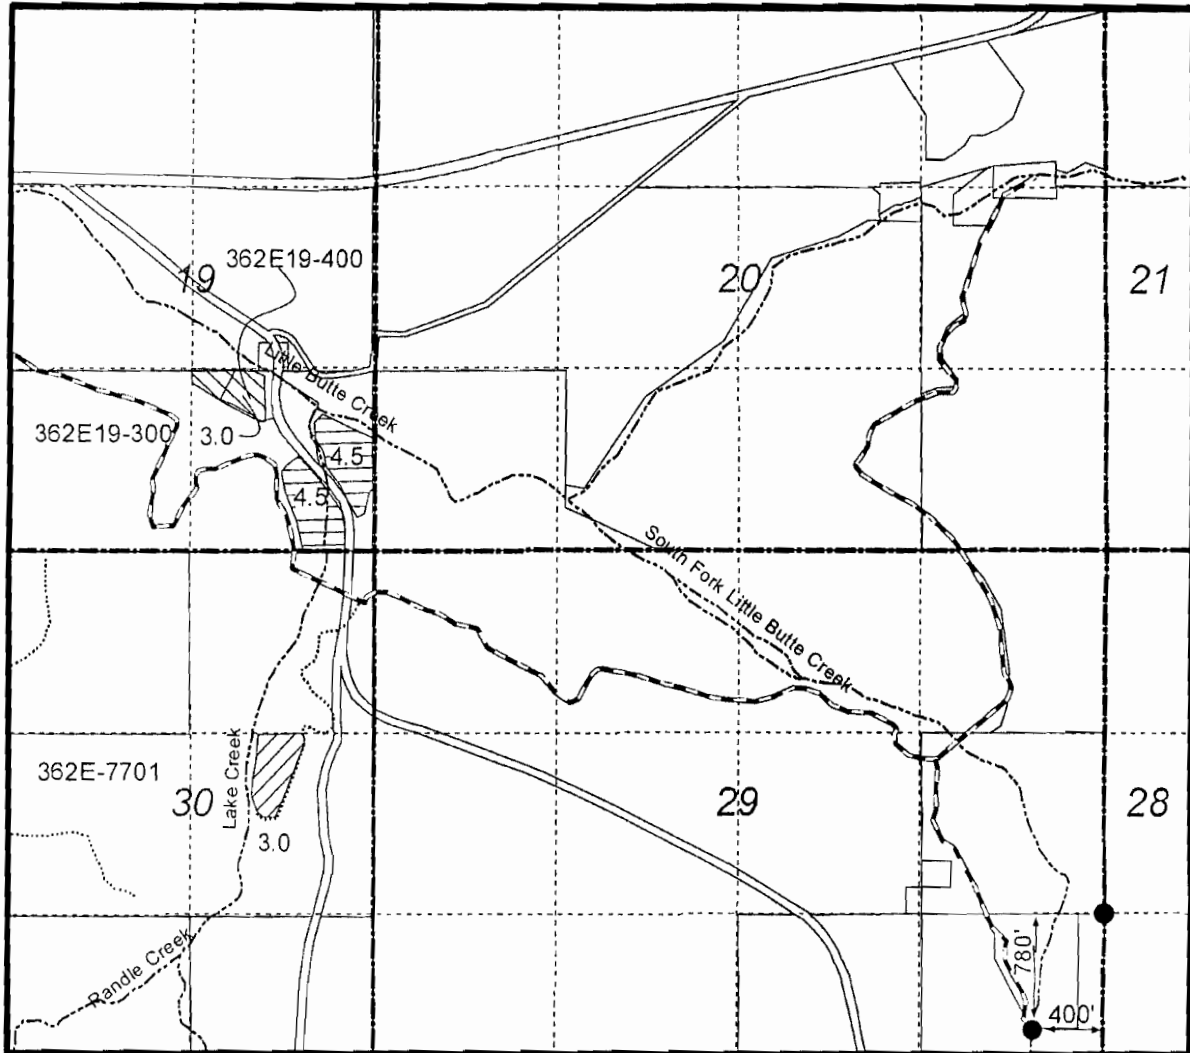 362E19-400
19
20
21
Little Butte Creek
362E19-300
3.0
4.5
4.5
South Fork Little Butte Creek
362E-7701
30
Lake Creek
29
28
3.0
Randle Creek
780'
400'